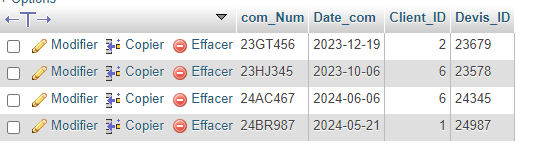 Options
com_Num Date_com Client_ID Devis_ID
Modifier Copier Effacer 23GT456 2023-12-19 2 23679
Modifier Copier Effacer 23HJ345 2023-10-06 6 23578
Modifier Copier Effacer 24AC467 2024-06-06 6 24345
Modifier Copier Effacer 24BR987 2024-05-21 1 24987